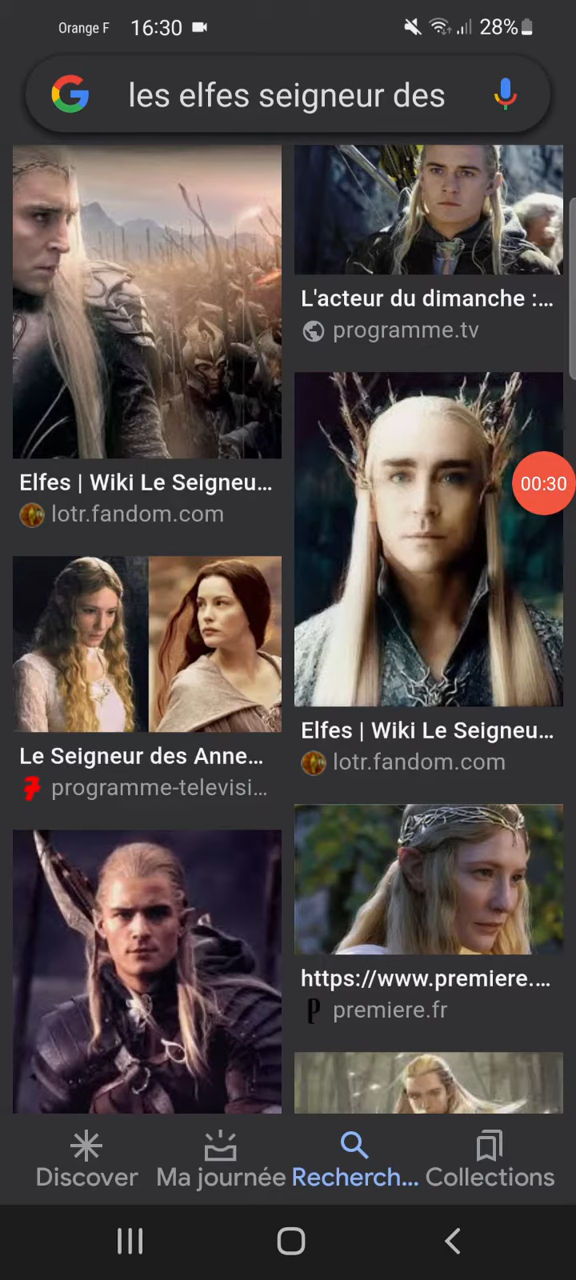 Orange F 16:30 28%
les elfes seigneur des
L'acteur du dimanche :...
programme.tv
Elfes | Wiki Le Seigneu...
lotr.fandom.com
00:30
Le Seigneur des Anne...
programme-televisi...
Elfes | Wiki Le Seigneu...
lotr.fandom.com
https://www.premiere....
premiere.fr
Discover Ma journée Recherch... Collections